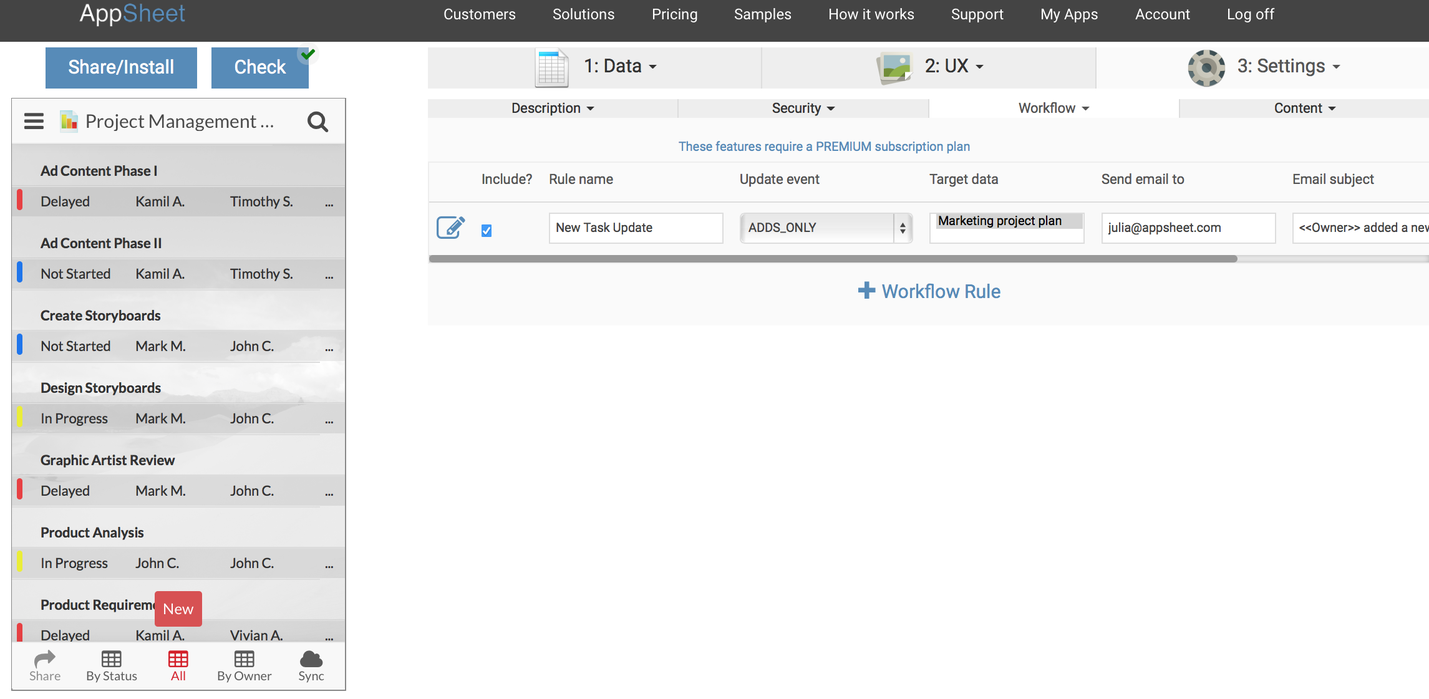 AppSheet
Customers Solutions Pricing Samples How it works Support My Apps Account Log off
Share/Install Check
1: Data 2: UX 3: Settings
Description Security Workflow Content
These features require a PREMIUM subscription plan
Include? Rule name Update event Target data Send email to Email subject
New Task Update ADDS_ONLY Marketing project plan julia@appsheet.com <<Owner>> added a new
Workflow Rule
Project Management ...
Ad Content Phase I
Delayed Kamil A. Timothy S. ...
Ad Content Phase II
Not Started Kamil A. Timothy S. ...
Create Storyboards
Not Started Mark M. John C. ...
Design Storyboards
In Progress Mark M. John C. ...
Graphic Artist Review
Delayed Mark M. John C. ...
Product Analysis
In Progress John C. John C. ...
Product Requirem
New
Delayed Kamil A. Vivian A. ...
Share By Status All By Owner Sync